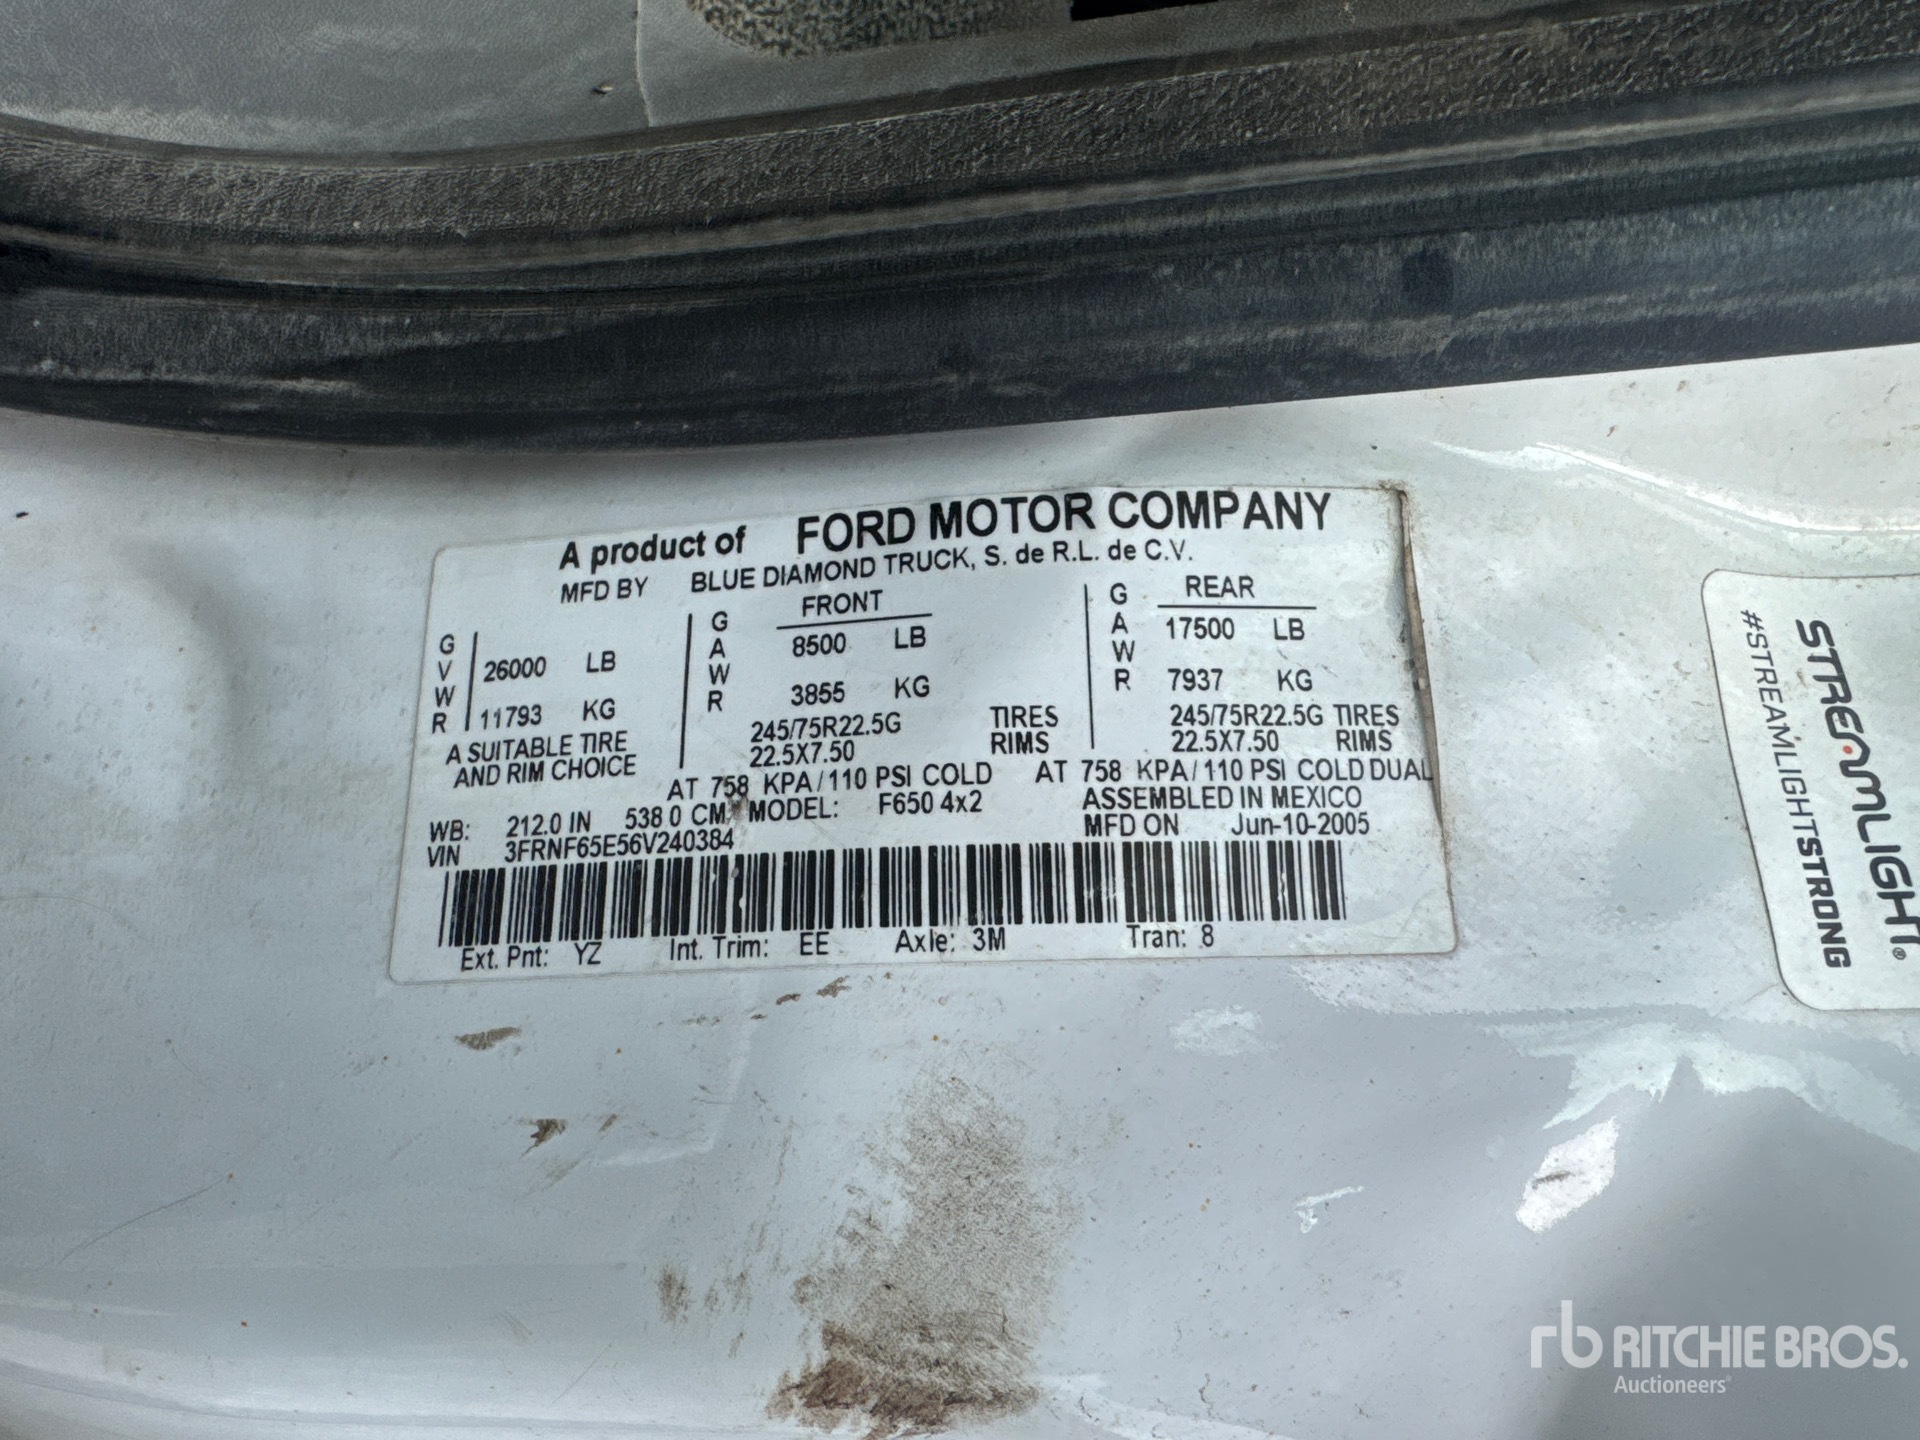 A product of FORD MOTOR COMPANY
MFD BY BLUE DIAMOND TRUCK, S. de R.L. de C.V.
GVWR 26000 LB
11793 KG
GAWR FRONT
8500 LB
3855 KG
245/75R22.5G TIRES
22.5X7.50 RIMS
GAWR REAR
17500 LB
7937 KG
245/75R22.5G TIRES
22.5X7.50 RIMS
A SUITABLE TIRE
AND RIM CHOICE
AT 758 KPA/110 PSI COLD AT 758 KPA/110 PSI COLD DUAL
WB: 212.0 IN 538 0 CM MODEL: F650 4x2 ASSEMBLED IN MEXICO
VIN 3FRNF65E56V240384 MFD ON Jun-10-2005
Ext. Pnt: YZ Int. Trim: EE Axle: 3M Tran: 8
STREAMLIGHT®
#STREAMLIGHTSTRONG
rb RITCHIE BROS.
Auctioneers